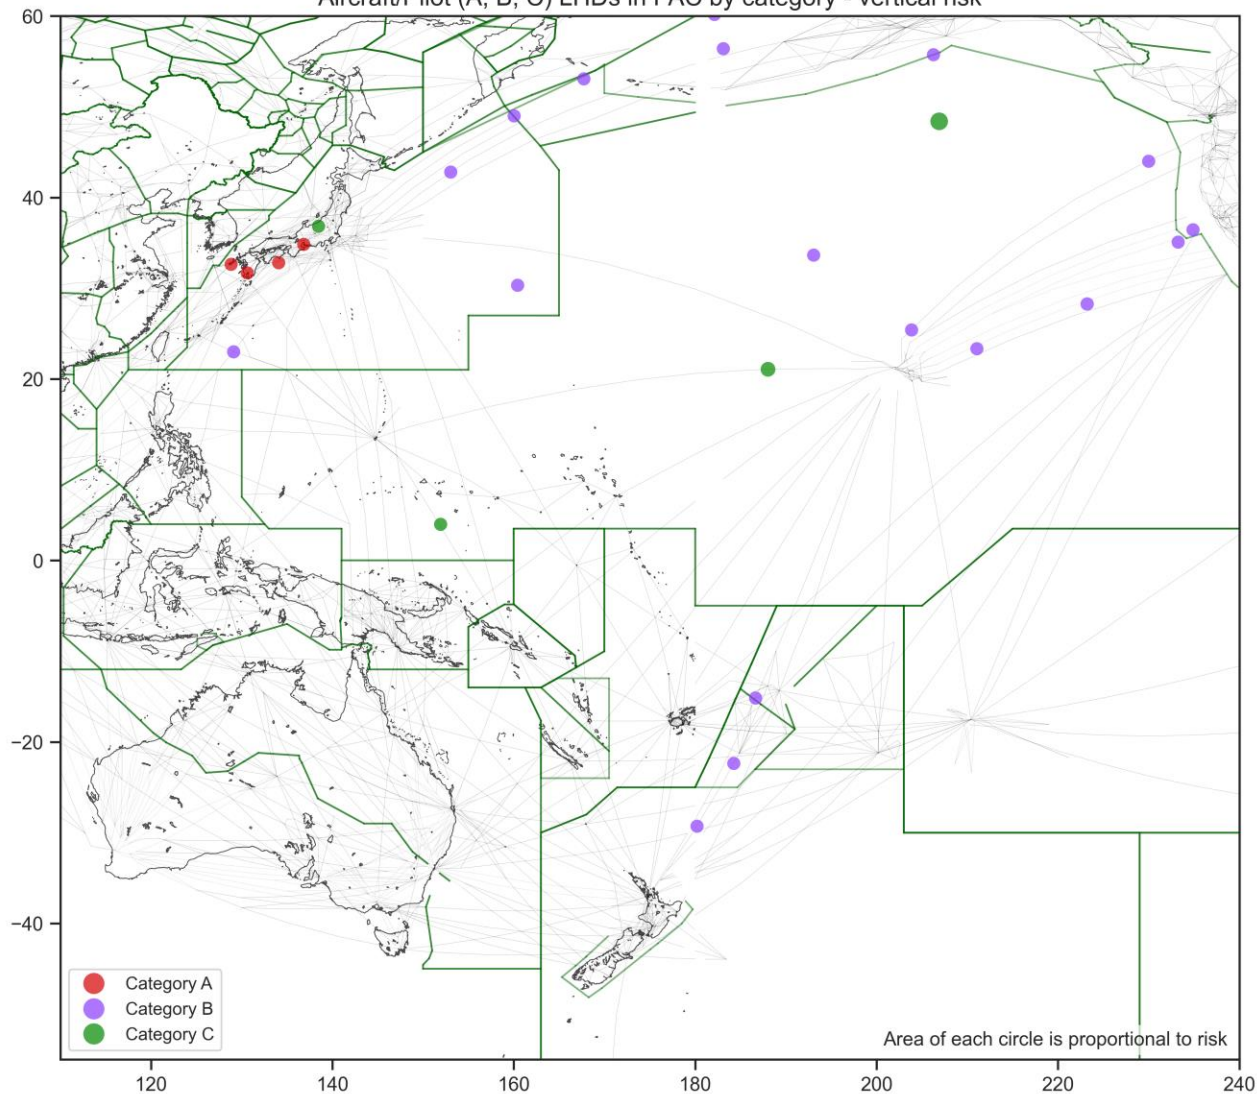 Aircraft/Pilot (A, B, C) LHDs in PAC by category - vertical risk
60
40
20
0
−20
−40
Category A
Category B
Category C
Area of each circle is proportional to risk
120
140
160
180
200
220
240